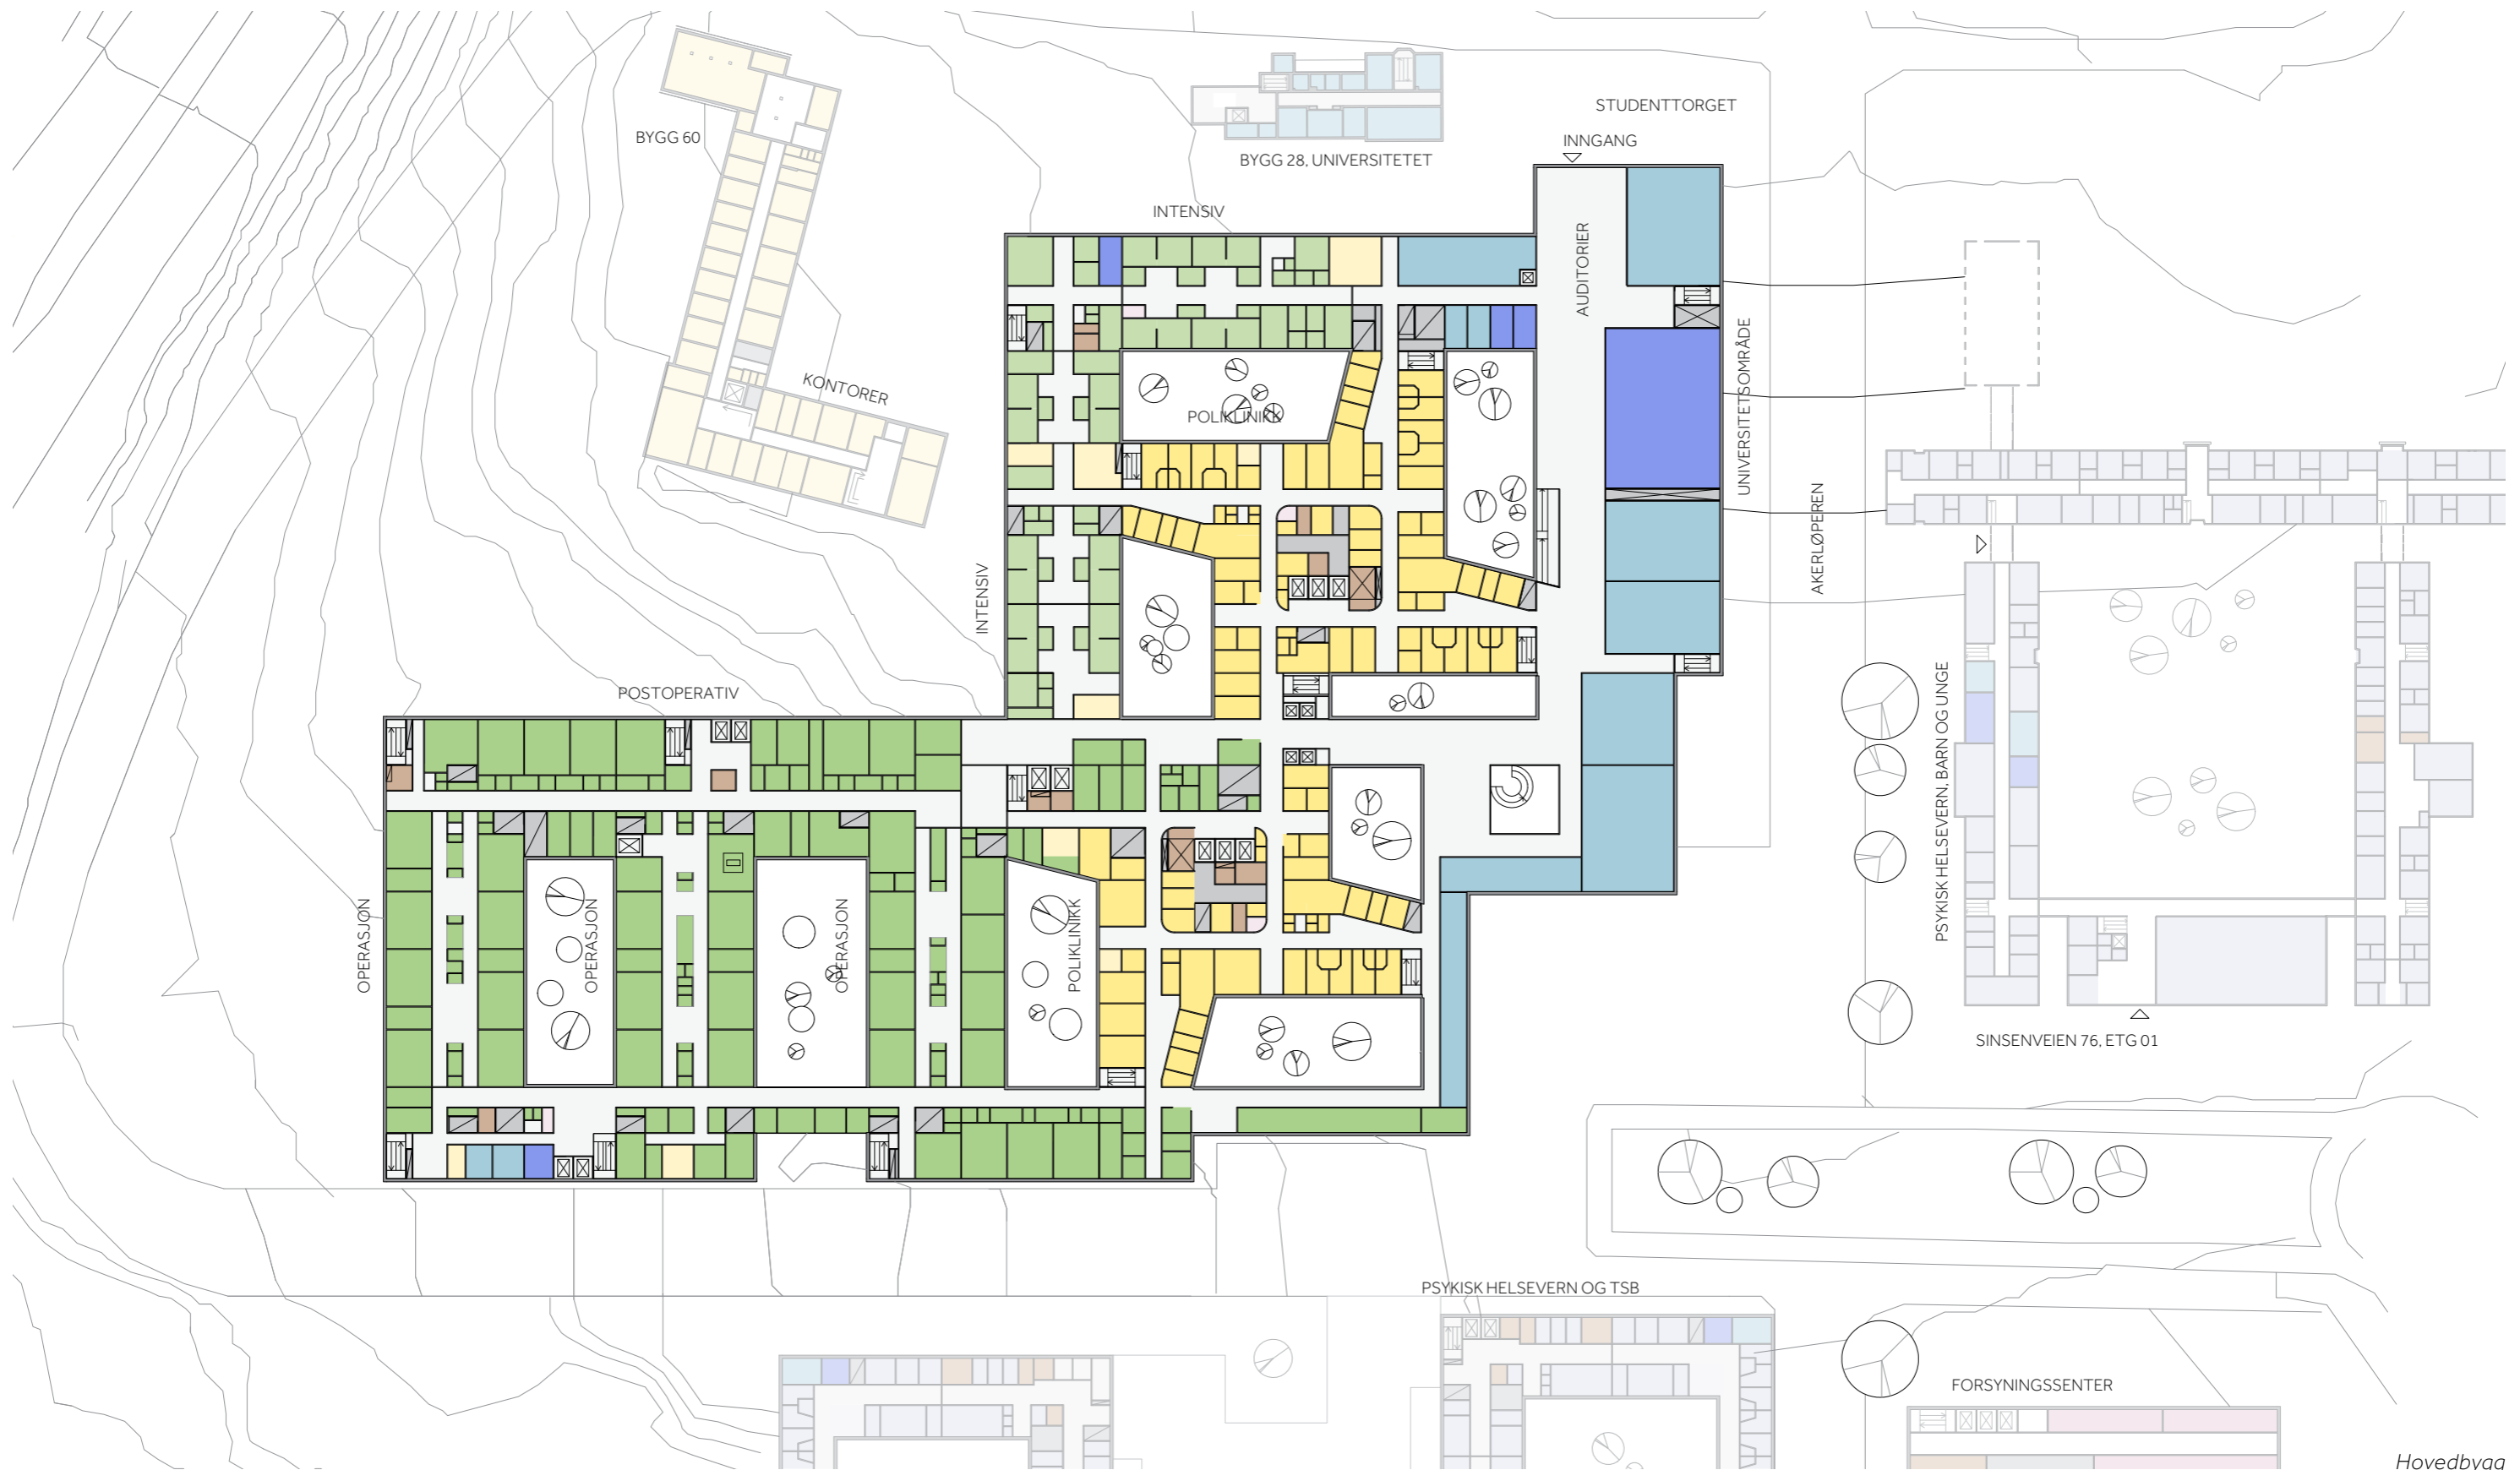 STUDENTTORGET
BYGG 60
INNGANG
BYGG 28, UNIVERSITETET
INTENSIV
AUDITORIER
KONTORER
UNIVERSITETSOMRÅDE
POLIKLINIKK
AKERLØPEREN
INTENSIV
POSTOPERATIV
PSYKISK HELSEVERN, BARN OG UNGE
OPERASJON
OPERASJON
OPERASJON
POLIKLINIKK
SINSENVEIEN 76, ETG 01
PSYKISK HELSEVERN OG TSB
FORSYNINGSSENTER
Hovedbygg